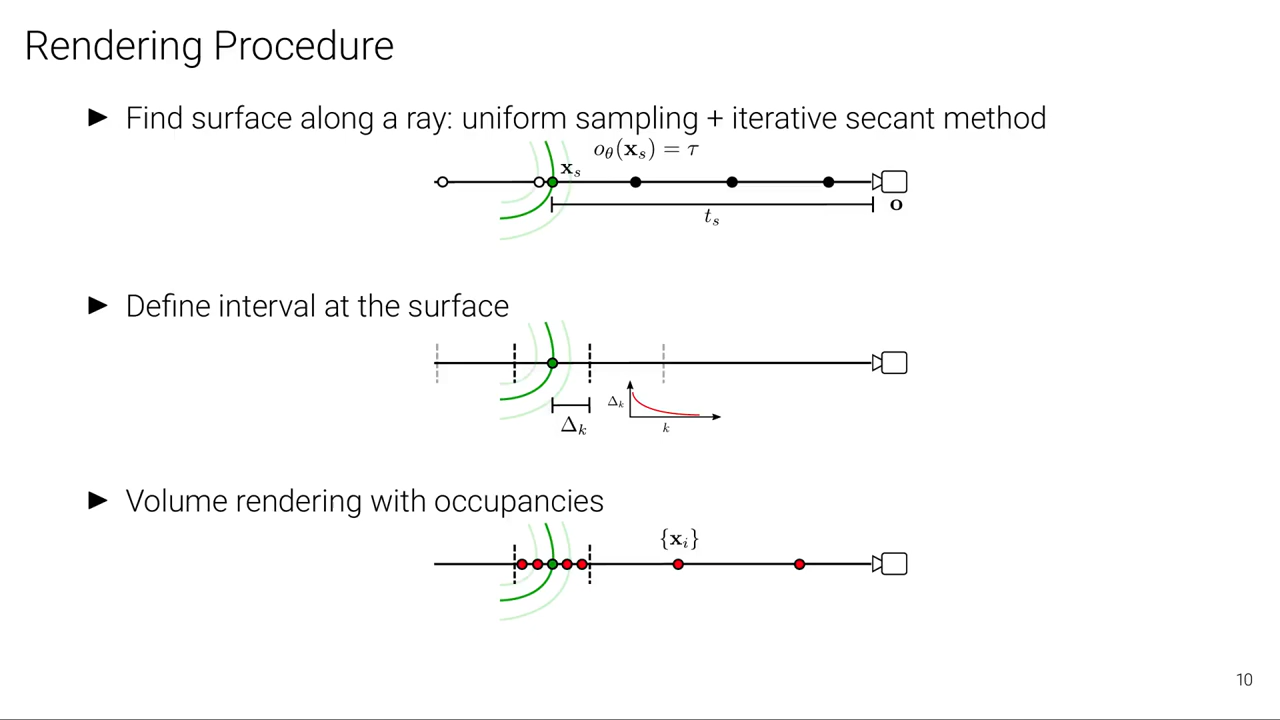 Rendering Procedure
► Find surface along a ray: uniform sampling + iterative secant method
o_θ(x_s) = τ
x_s
t_s
o
► Define interval at the surface
Δ_k
k
Δ_k
► Volume rendering with occupancies
{x_i}
10